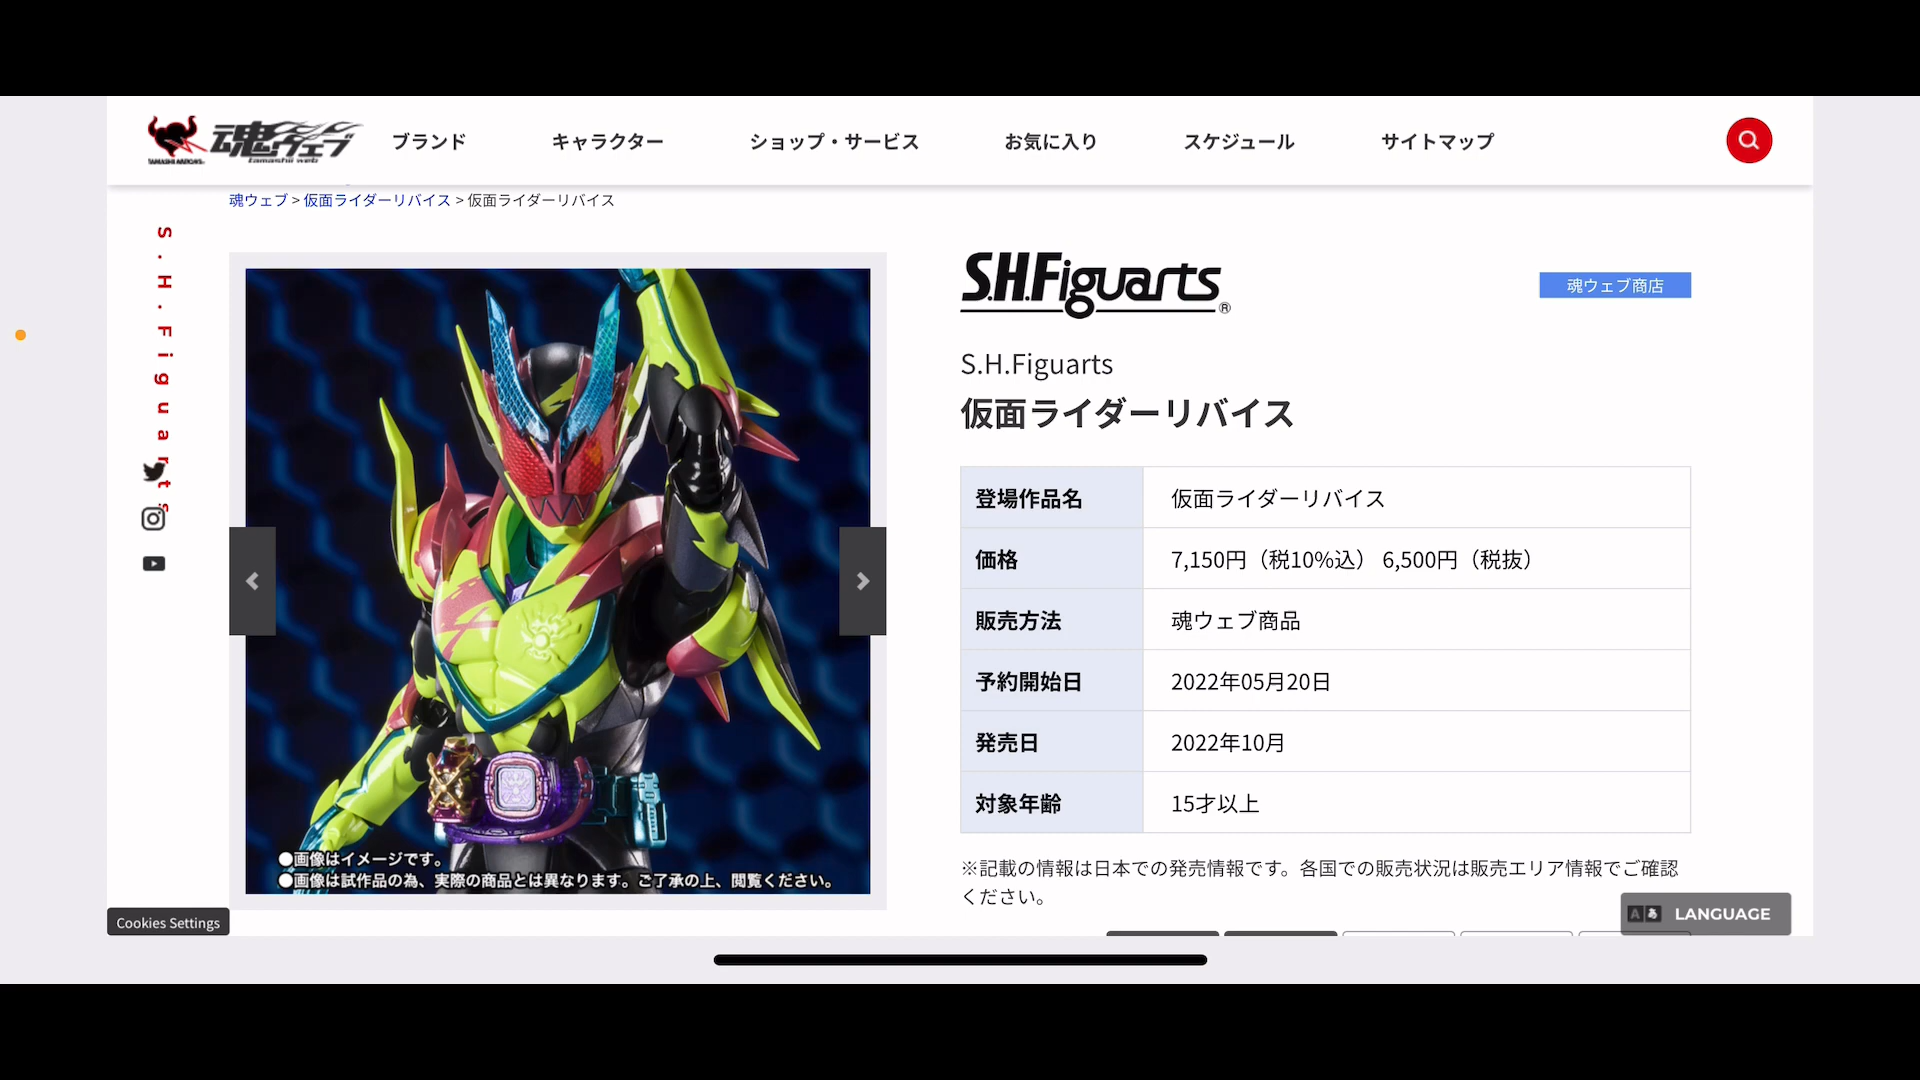 TAMASHII NATIONS
魂ウェブ
tamashii web
ブランド
キャラクター
ショップ・サービス
お気に入り
スケジュール
サイトマップ
魂ウェブ > 仮面ライダーリバイス > 仮面ライダーリバイス
S.H.Figuarts
S.H.Figuarts®
魂ウェブ商店
S.H.Figuarts
仮面ライダーリバイス
登場作品名 仮面ライダーリバイス
価格 7,150円（税10%込） 6,500円（税抜）
販売方法 魂ウェブ商品
予約開始日 2022年05月20日
発売日 2022年10月
対象年齢 15才以上
●画像はイメージです。
●画像は試作品の為、実際の商品とは異なります。ご了承の上、閲覧ください。
※記載の情報は日本での発売情報です。各国での販売状況は販売エリア情報でご確認
ください。
Cookies Settings
Aあ LANGUAGE